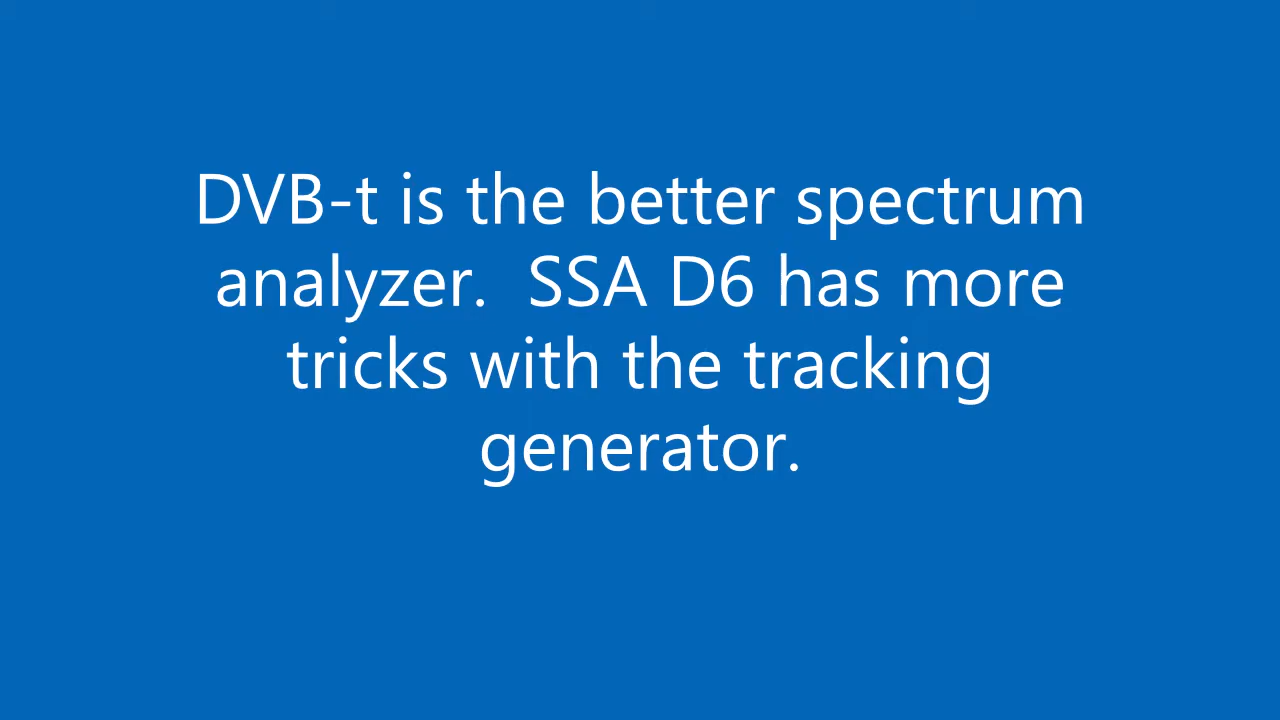 DVB-t is the better spectrum
analyzer.  SSA D6 has more
tricks with the tracking
generator.